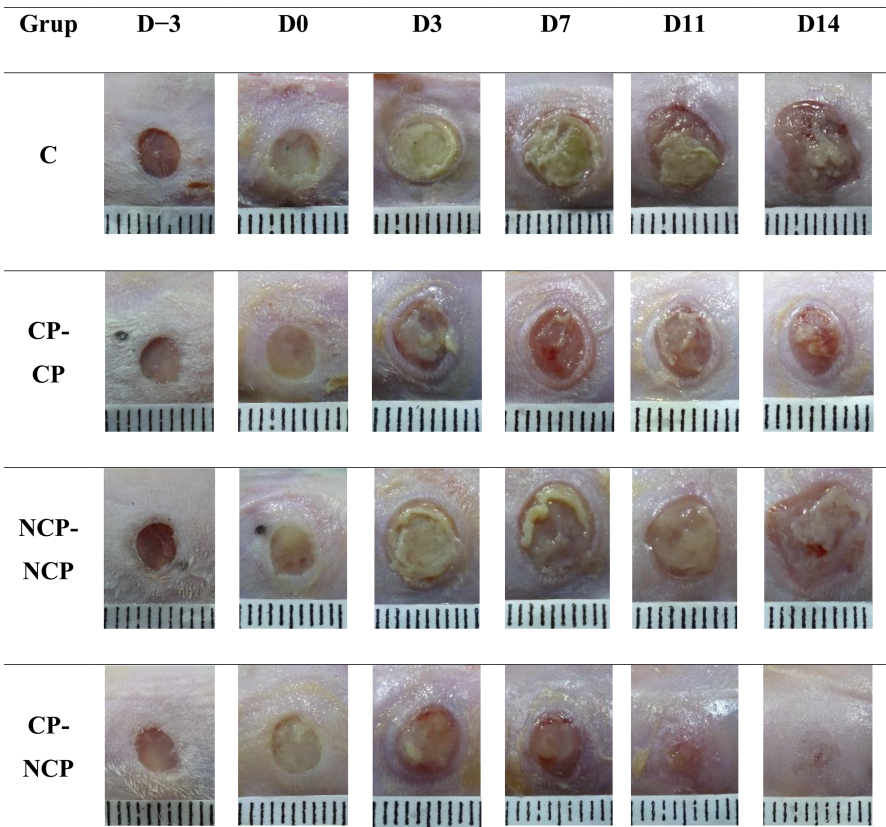 Grup D−3 D0 D3 D7 D11 D14
C
CP-
CP
NCP-
NCP
CP-
NCP